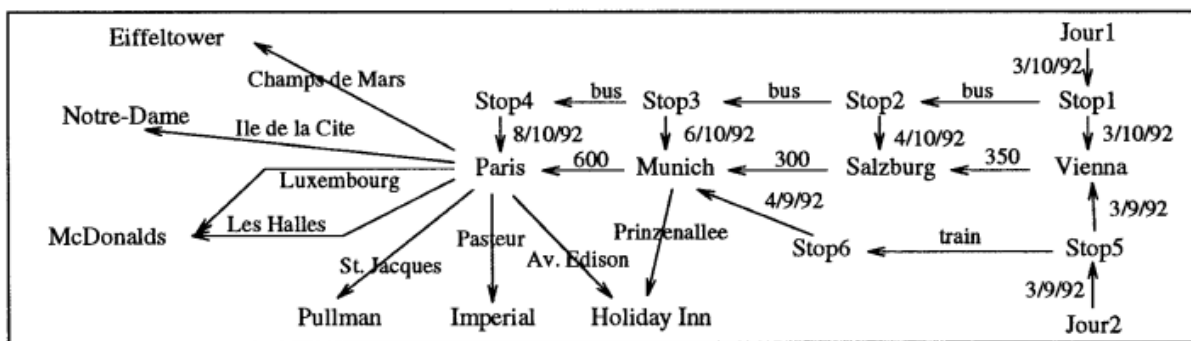 Eiffeltower
Jour1
Champs de Mars
3/10/92
Stop4
bus
Stop3
bus
Stop2
bus
Stop1
Notre-Dame
Ile de la Cite
8/10/92
6/10/92
4/10/92
3/10/92
Paris
600
Munich
300
Salzburg
350
Vienna
Luxembourg
4/9/92
3/9/92
McDonalds
Les Halles
Pasteur
Prinzenallee
Stop6
train
Stop5
St. Jacques
Av. Edison
3/9/92
Pullman
Imperial
Holiday Inn
Jour2